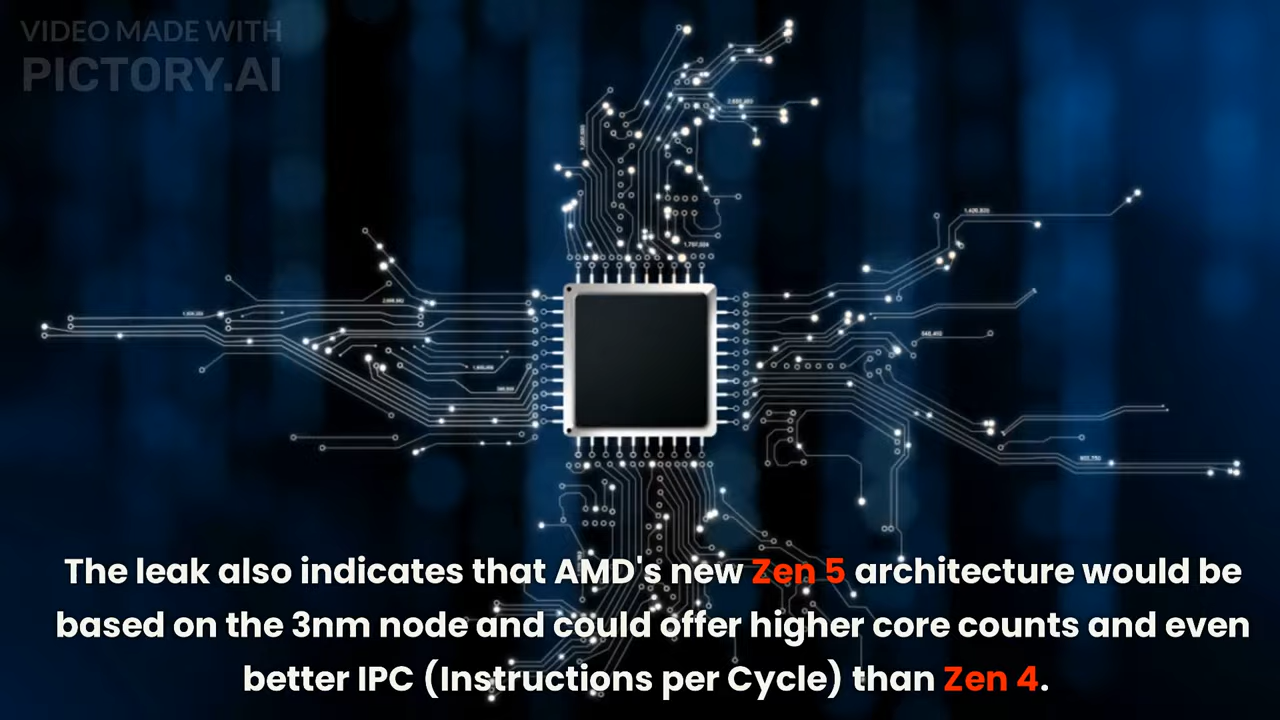 VIDEO MADE WITH
PICTORY.AI
The leak also indicates that AMD's new Zen 5 architecture would be
based on the 3nm node and could offer higher core counts and even
better IPC (Instructions per Cycle) than Zen 4.